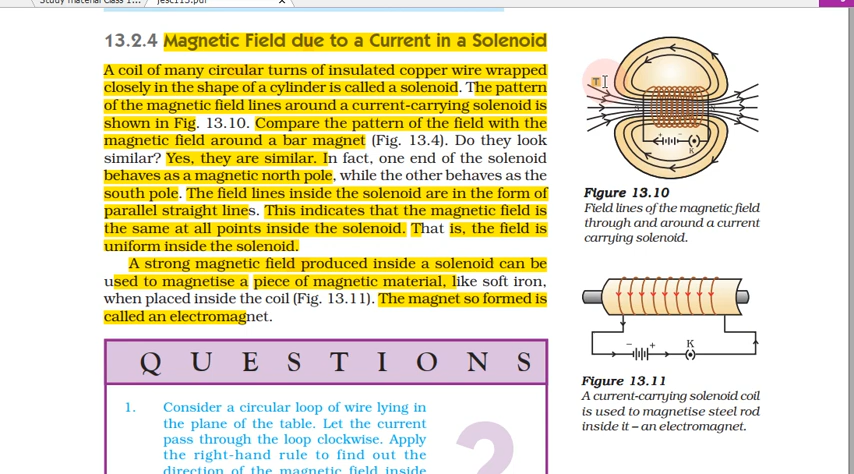 Study material Class 1...
jesc113.pdf
13.2.4 Magnetic Field due to a Current in a Solenoid
A coil of many circular turns of insulated copper wire wrapped
closely in the shape of a cylinder is called a solenoid. The pattern
of the magnetic field lines around a current-carrying solenoid is
shown in Fig. 13.10. Compare the pattern of the field with the
magnetic field around a bar magnet (Fig. 13.4). Do they look
similar? Yes, they are similar. In fact, one end of the solenoid
behaves as a magnetic north pole, while the other behaves as the
south pole. The field lines inside the solenoid are in the form of
parallel straight lines. This indicates that the magnetic field is
the same at all points inside the solenoid. That is, the field is
uniform inside the solenoid.
A strong magnetic field produced inside a solenoid can be
used to magnetise a piece of magnetic material, like soft iron,
when placed inside the coil (Fig. 13.11). The magnet so formed is
called an electromagnet.
QUESTIONS
1. Consider a circular loop of wire lying in
the plane of the table. Let the current
pass through the loop clockwise. Apply
the right-hand rule to find out the
direction of the magnetic field inside
?
T
+ −
K
Figure 13.10
Field lines of the magnetic field
through and around a current
carrying solenoid.
− +
K
Figure 13.11
A current-carrying solenoid coil
is used to magnetise steel rod
inside it – an electromagnet.